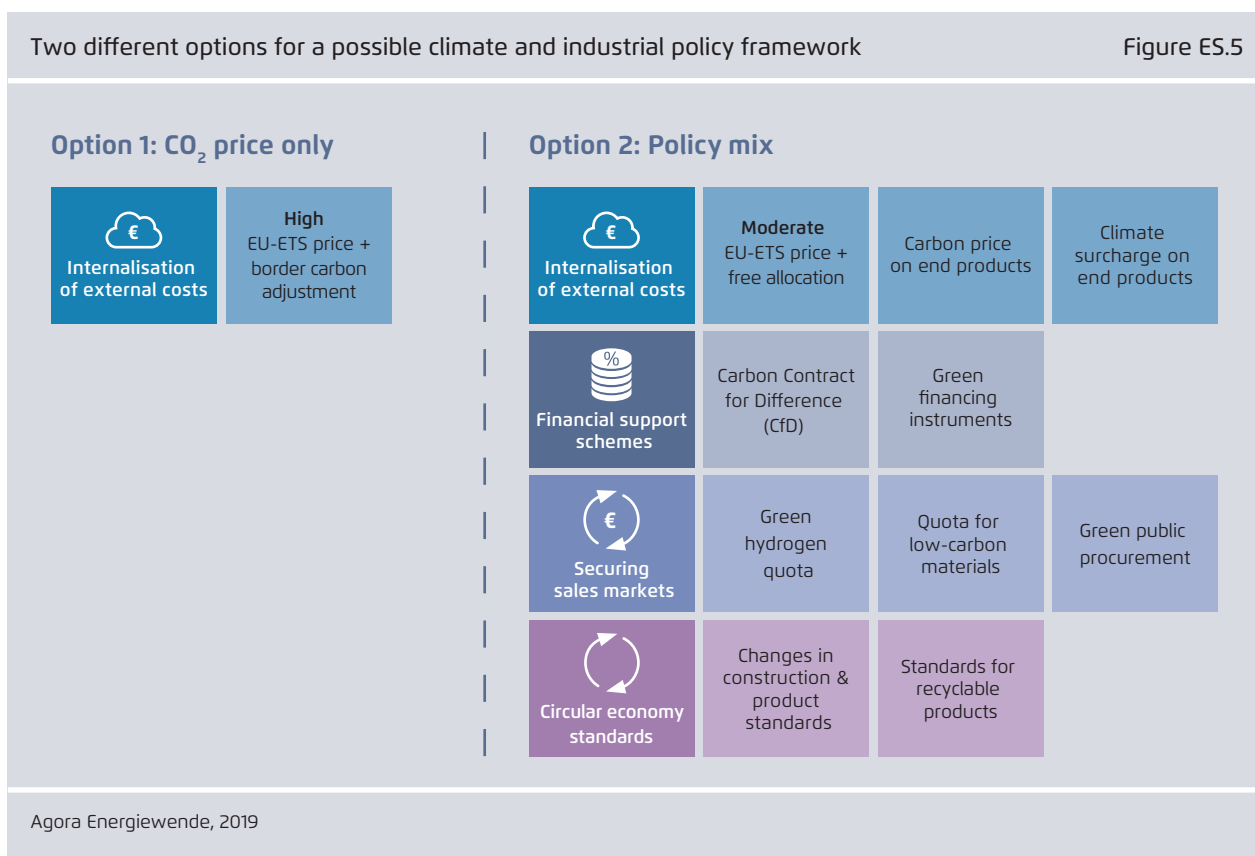 Two different options for a possible climate and industrial policy framework
Figure ES.5
Option 1: CO₂ price only
€
Internalisation
of external costs
High
EU-ETS price +
border carbon
adjustment
Option 2: Policy mix
€
Internalisation
of external costs
Moderate
EU-ETS price +
free allocation
Carbon price
on end products
Climate
surcharge on
end products
%
Financial support
schemes
Carbon Contract
for Difference
(CfD)
Green
financing
instruments
€
Securing
sales markets
Green
hydrogen
quota
Quota for
low-carbon
materials
Green public
procurement
Circular economy
standards
Changes in
construction &
product
standards
Standards for
recyclable
products
Agora Energiewende, 2019